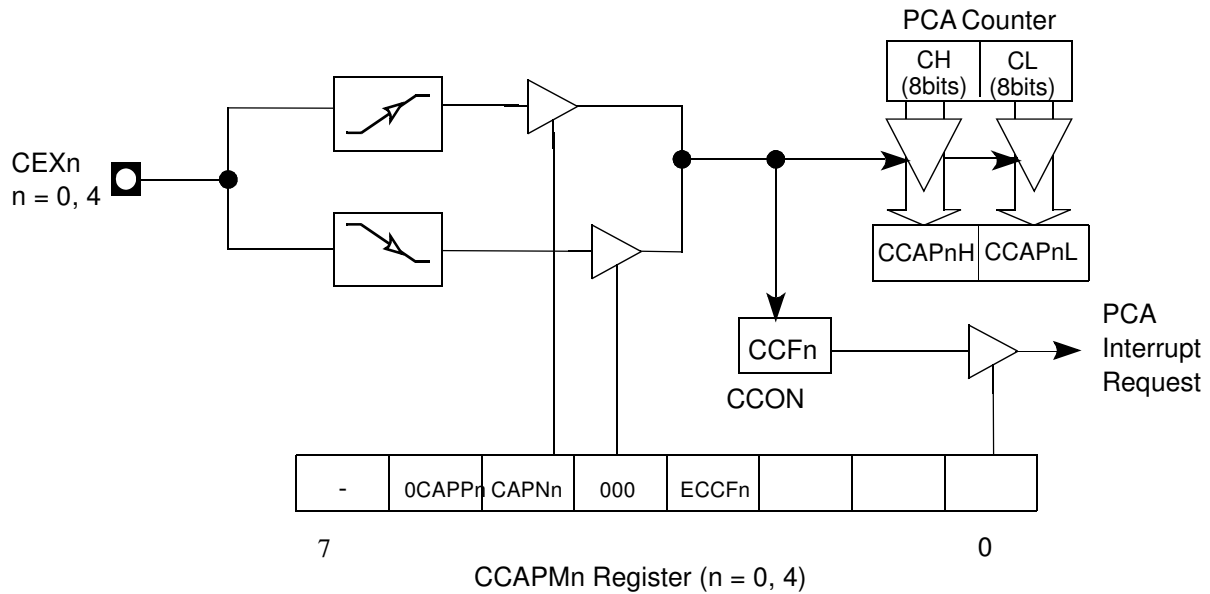 PCA Counter
CH
(8bits)
CL
(8bits)
CEXn
n = 0, 4
CCAPnH
CCAPnL
CCFn
CCON
PCA
Interrupt
Request
-
0CAPPn
CAPNn
000
ECCFn
7
0
CCAPMn Register (n = 0, 4)